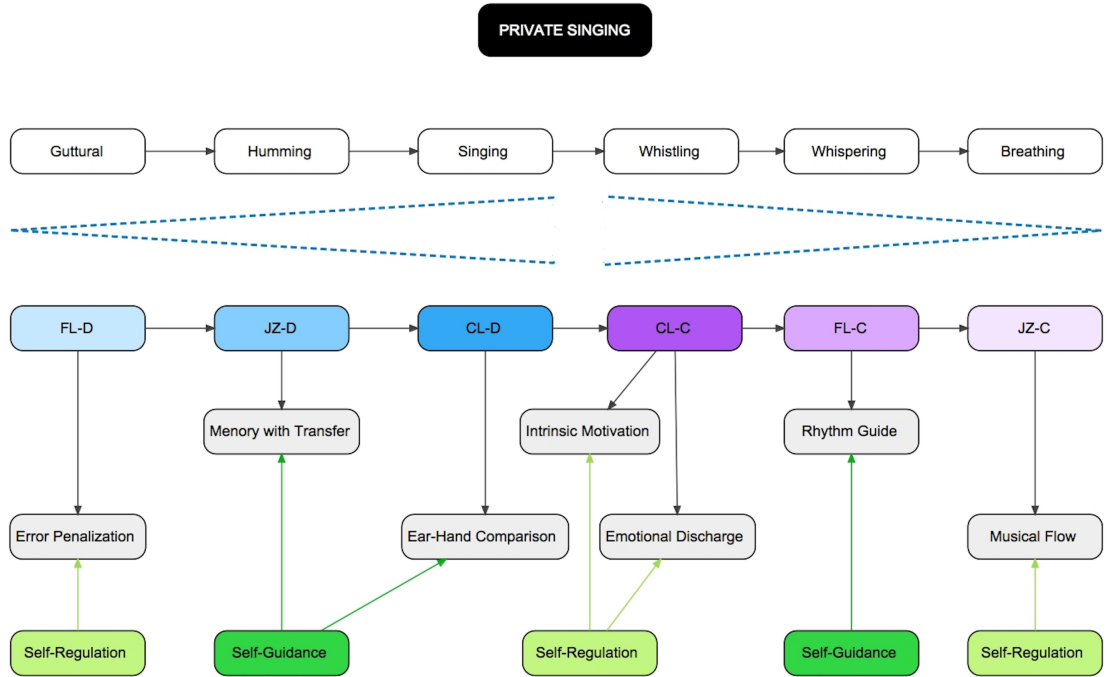 PRIVATE SINGING
Guttural
Humming
Singing
Whistling
Whispering
Breathing
FL-D
JZ-D
CL-D
CL-C
FL-C
JZ-C
Menory with Transfer
Intrinsic Motivation
Rhythm Guide
Error Penalization
Ear-Hand Comparison
Emotional Discharge
Musical Flow
Self-Regulation
Self-Guidance
Self-Regulation
Self-Guidance
Self-Regulation